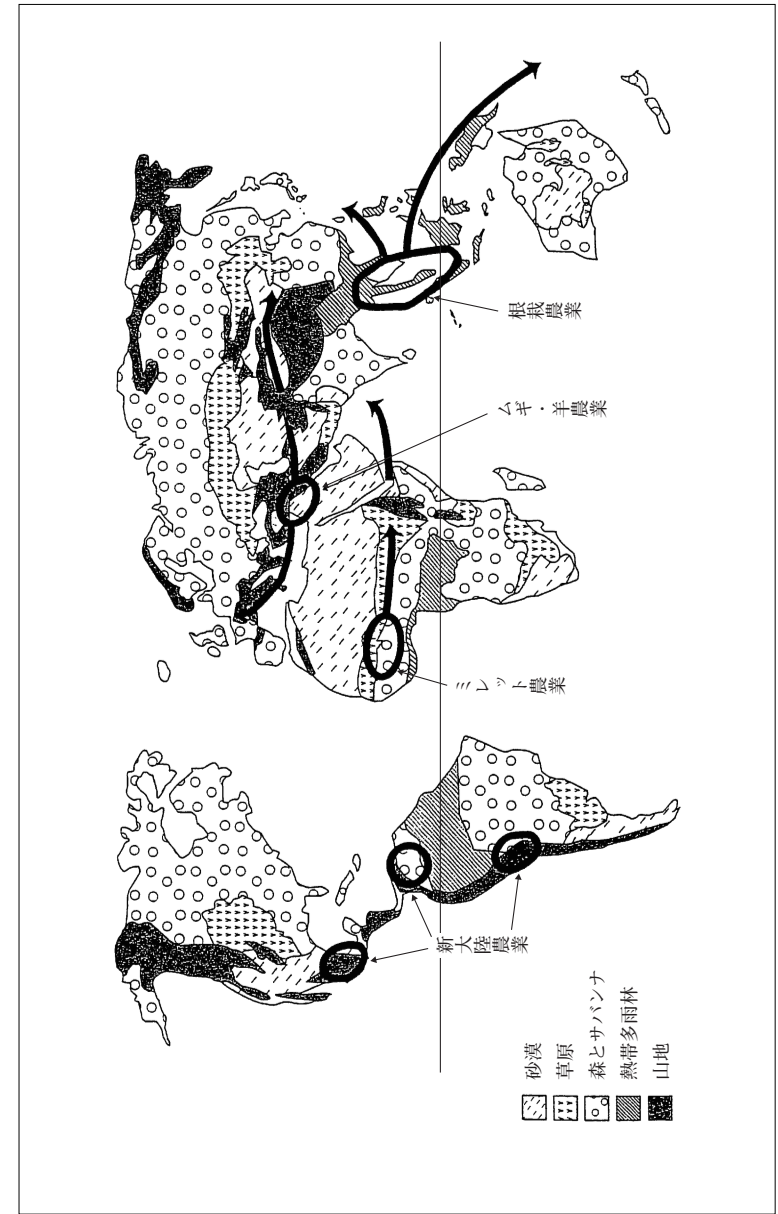 根栽農業
ムギ・羊農業
ミレット農業
新大陸農業
砂漠
草原
森とサバンナ
熱帯多雨林
山地